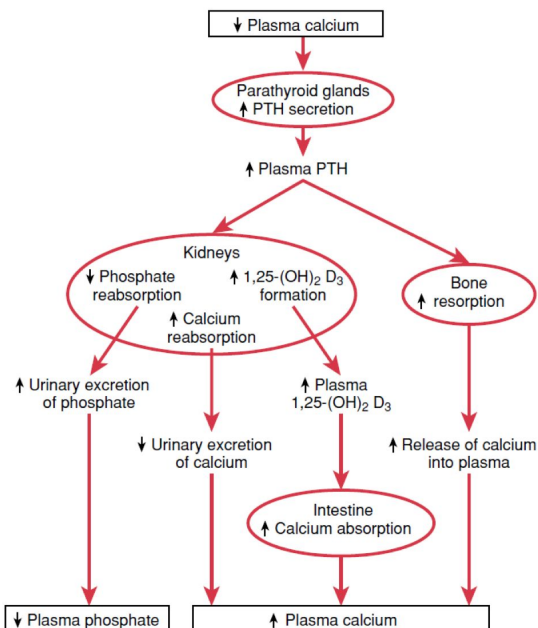 ↓ Plasma calcium
Parathyroid glands
↑ PTH secretion
↑ Plasma PTH
Kidneys
↓ Phosphate
reabsorption
↑ 1,25-(OH)₂ D₃
formation
↑ Calcium
reabsorption
Bone
↑ resorption
↑ Urinary excretion
of phosphate
↑ Plasma
1,25-(OH)₂ D₃
↓ Urinary excretion
of calcium
↑ Release of calcium
into plasma
Intestine
↑ Calcium absorption
↓ Plasma phosphate
↑ Plasma calcium